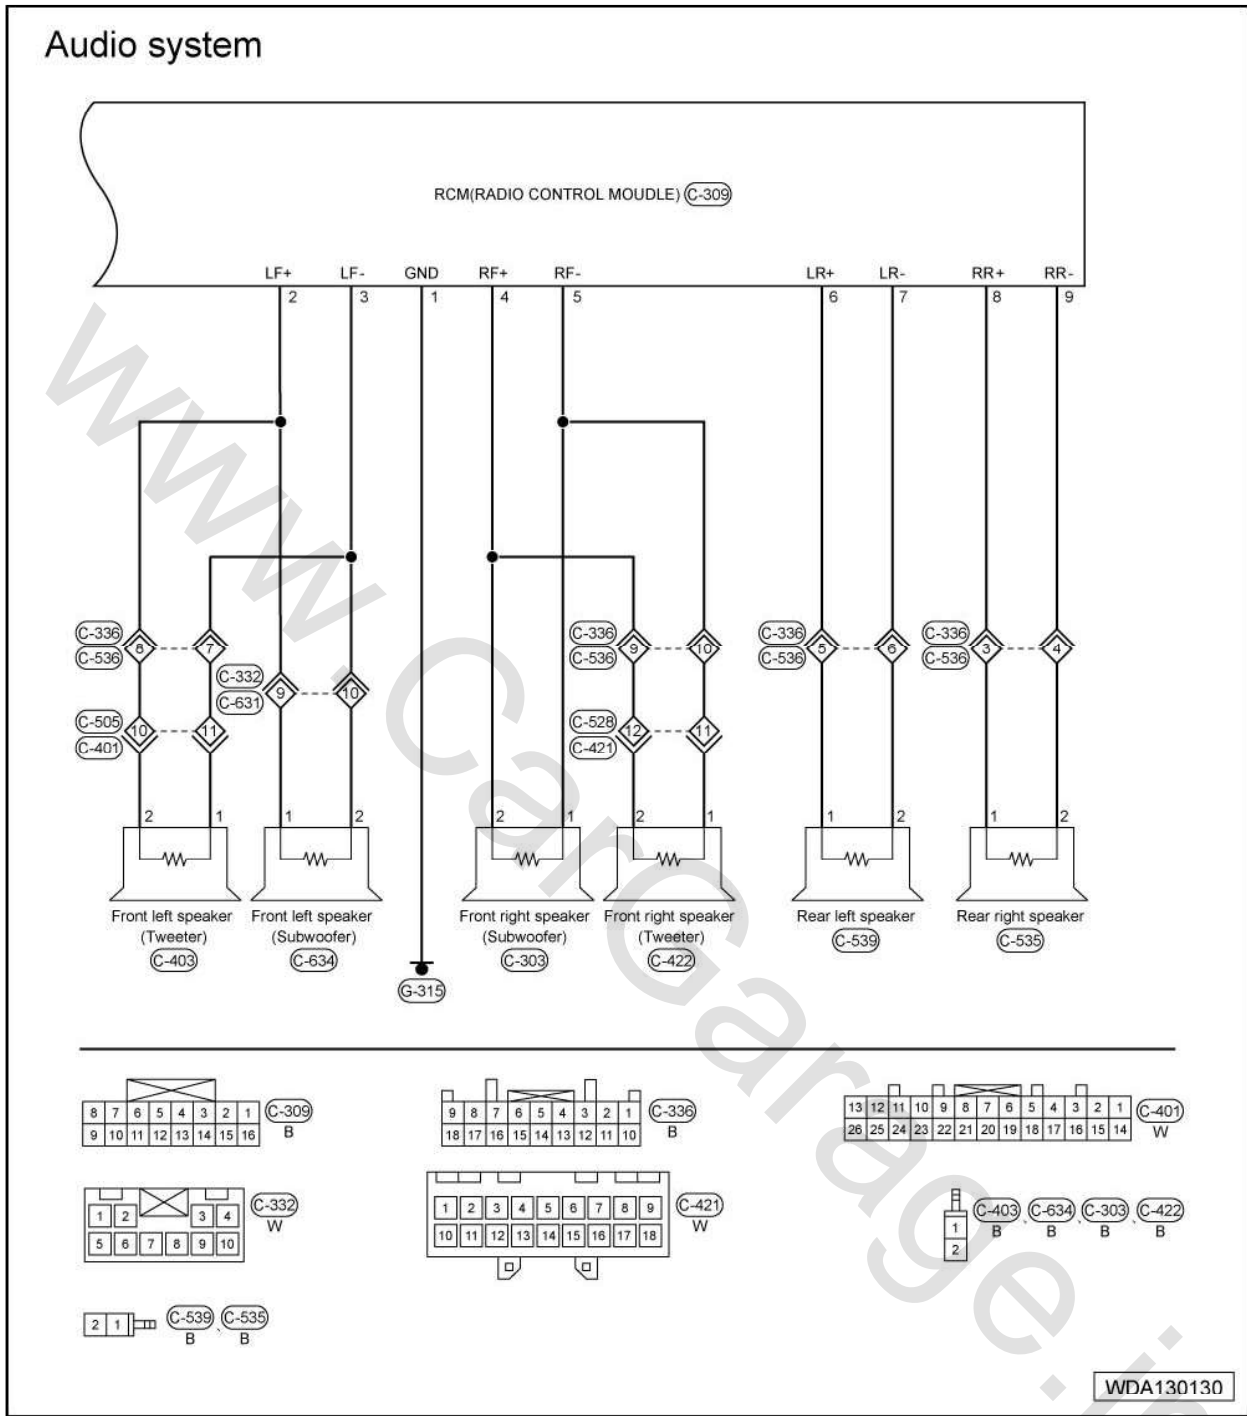 Audio system
RCM(RADIO CONTROL MOUDLE) C-309
LF+ LF- GND RF+ RF- LR+ LR- RR+ RR-
2 3 1 4 5 6 7 8 9
C-336 C-336 C-336 C-336
8 7 9 10 5 6 3 4
C-536 C-536 C-536 C-536
C-332
9 10
C-631
C-505 C-528
10 11 12 11
C-401 C-421
2 1 1 2 2 1 2 1 1 2 1 2
Front left speaker Front left speaker Front right speaker Front right speaker Rear left speaker Rear right speaker
(Tweeter) (Subwoofer) (Subwoofer) (Tweeter) C-539 C-535
C-403 C-634 C-303 C-422
G-315
8 7 6 5 4 3 2 1 C-309
9 10 11 12 13 14 15 16 B
9 8 7 6 5 4 3 2 1 C-336
18 17 16 15 14 13 12 11 10 B
13 12 11 10 9 8 7 6 5 4 3 2 1 C-401
26 25 24 23 22 21 20 19 18 17 16 15 14 W
1 2 3 4 C-332
5 6 7 8 9 10 W
1 2 3 4 5 6 7 8 9 C-421
10 11 12 13 14 15 16 17 18 W
1 C-403 、 C-634 、 C-303 、 C-422
2 B B B B
2 1 C-539 、 C-535
B B
WDA130130
www.CarGarage.i